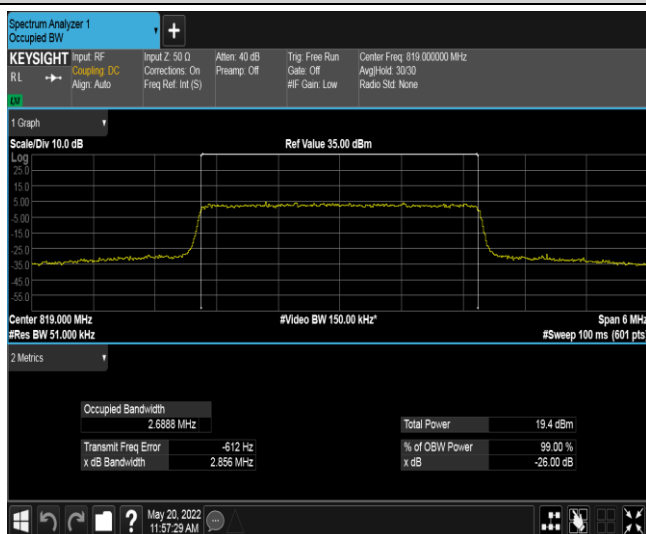 Spectrum Analyzer 1
Occupied BW
+
KEYSIGHT
RL
Input: RF
Coupling: DC
Align: Auto
Input Z: 50 Ω
Corrections: On
Freq Ref: Int (S)
Atten: 40 dB
Preamp: Off
Trig: Free Run
Gate: Off
#IF Gain: Low
Center Freq: 819.000000 MHz
Avg|Hold: 30/30
Radio Std: None
1 Graph
Scale/Div 10.0 dB
Ref Value 35.00 dBm
Log
25.0
15.0
5.00
-5.00
-15.0
-25.0
-35.0
-45.0
-55.0
Center 819.000 MHz
#Video BW 150.00 kHz*
Span 6 MHz
#Res BW 51.000 kHz
#Sweep 100 ms (601 pts)
2 Metrics
Occupied Bandwidth
2.6888 MHz
Total Power 19.4 dBm
Transmit Freq Error -612 Hz
% of OBW Power 99.00 %
x dB Bandwidth 2.856 MHz
x dB -26.00 dB
?
May 20, 2022
11:57:29 AM